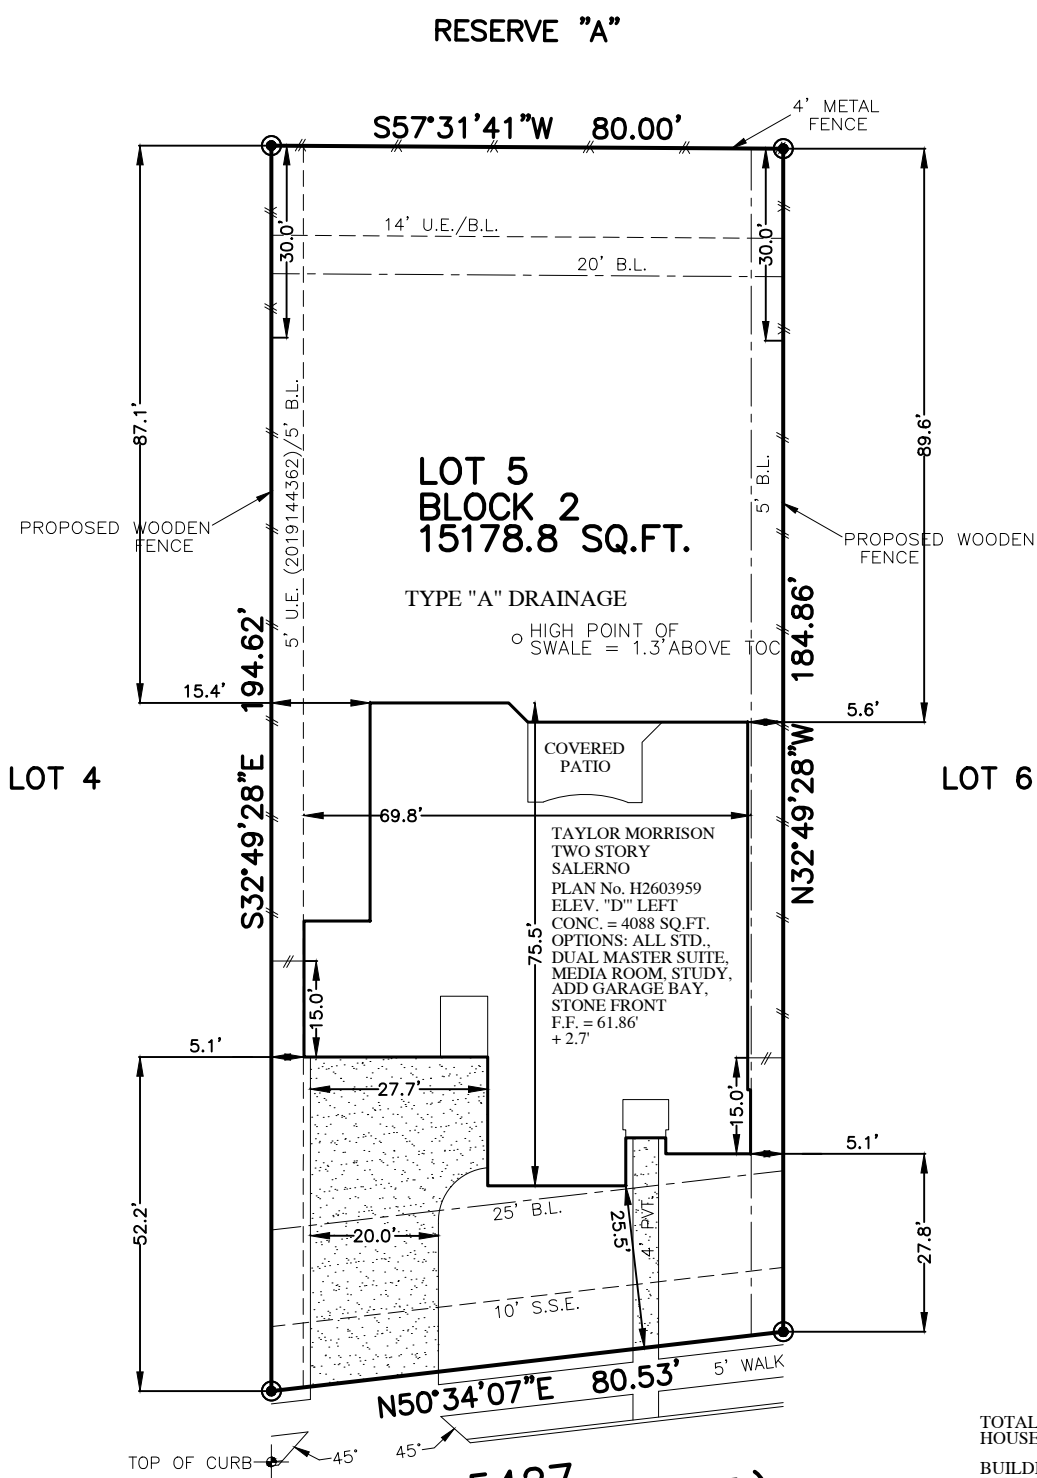 RESERVE "A"
4' METAL
FENCE
S57°31'41"W 80.00'
30.0'
30.0'
14' U.E./B.L.
20' B.L.
87.1'
89.6'
5' U.E. (2019144362)/5' B.L.
5' B.L.
LOT 5
BLOCK 2
15178.8 SQ.FT.
PROPOSED WOODEN
FENCE
PROPOSED WOODEN
FENCE
TYPE "A" DRAINAGE
HIGH POINT OF
SWALE = 1.3'ABOVE TOC
S32°49'28"E 194.62'
N32°49'28"W 184.86'
15.4'
5.6'
LOT 4
LOT 6
COVERED
PATIO
69.8'
75.5'
TAYLOR MORRISON
TWO STORY
SALERNO
PLAN No. H2603959
ELEV. "D'" LEFT
CONC. = 4088 SQ.FT.
OPTIONS: ALL STD.,
DUAL MASTER SUITE,
MEDIA ROOM, STUDY,
ADD GARAGE BAY,
STONE FRONT
F.F. = 61.86'
+ 2.7'
15.0'
5.1'
27.7'
15.0'
5.1'
52.2'
27.8'
25' B.L.
20.0'
25.5'
4' PVT.
10' S.S.E.
N50°34'07"E 80.53'
5' WALK
TOP OF CURB
45°
45°
TOTAL
HOUSE
BUILDI